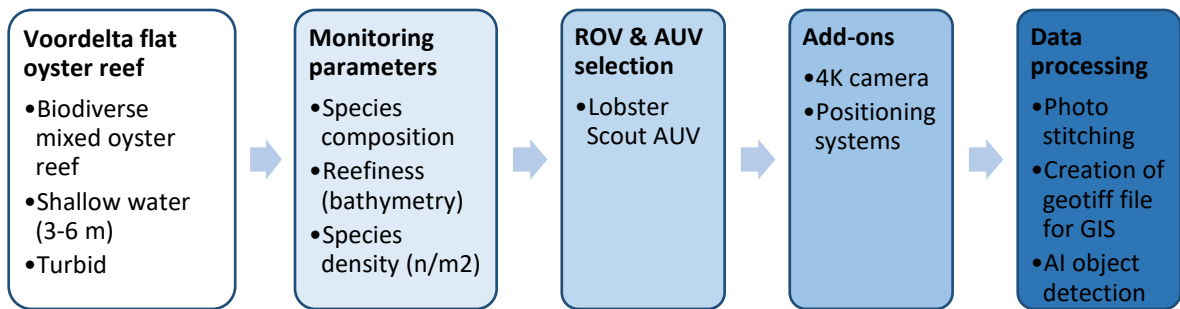 Voordelta flat
oyster reef
•Biodiverse
mixed oyster
reef
•Shallow water
(3-6 m)
•Turbid
Monitoring
parameters
•Species
composition
•Reefiness
(bathymetry)
•Species
density (n/m2)
ROV & AUV
selection
•Lobster
Scout AUV
Add-ons
•4K camera
•Positioning
systems
Data
processing
•Photo
stitching
•Creation of
geotiff file
for GIS
•AI object
detection